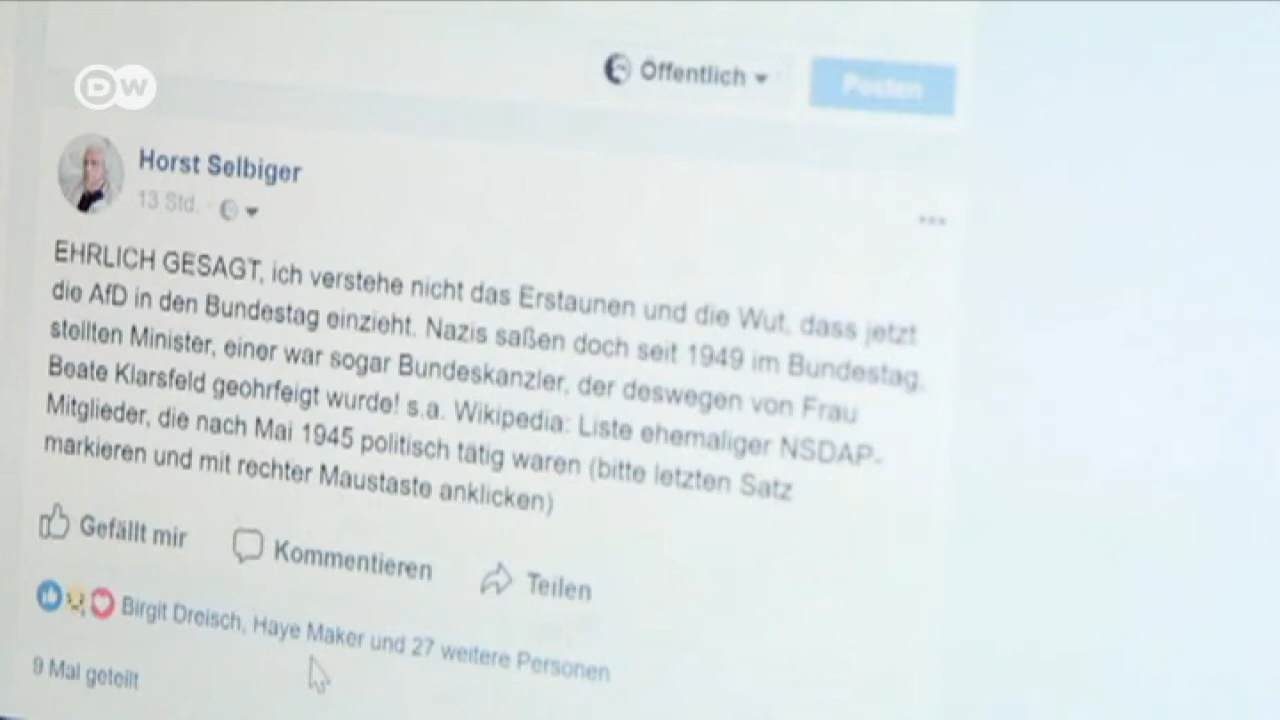 DW
Öffentlich
Posten
Horst Selbiger
13 Std.
EHRLICH GESAGT, ich verstehe nicht das Erstaunen und die Wut, dass jetzt
die AfD in den Bundestag einzieht. Nazis saßen doch seit 1949 im Bundestag,
stellten Minister, einer war sogar Bundeskanzler, der deswegen von Frau
Beate Klarsfeld geohrfeigt wurde! s.a. Wikipedia: Liste ehemaliger NSDAP-
Mitglieder, die nach Mai 1945 politisch tätig waren (bitte letzten Satz
markieren und mit rechter Maustaste anklicken)
Gefällt mir
Kommentieren
Teilen
Birgit Dreisch, Haye Maker und 27 weitere Personen
9 Mal geteilt